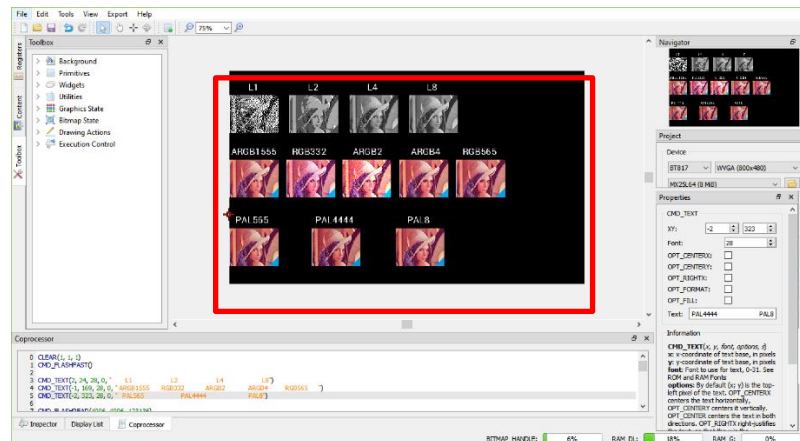 File Edit Tools View Export Help
75%
Toolbox
Registers
Content
Toolbox
Background
Primitives
Widgets
Utilities
Graphics State
Bitmap State
Drawing Actions
Execution Control
L1 L2 L4 L8
ARGB1555 RGB332 ARGB2 ARGB4 RGB565
PAL565 PAL4444 PAL8
Navigator
Project
Device
BT817 WVGA (800x480)
MX25L64 (8 MB)
Properties
CMD_TEXT
XY: -2 323
Font: 28
OPT_CENTERX:
OPT_CENTERY:
OPT_RIGHTX:
OPT_FORMAT:
OPT_FILL:
Text: PAL4444 PAL8
Information
CMD_TEXT(x, y, font, options, s)
x: x-coordinate of text base, in pixels
y: y-coordinate of text base, in pixels
font: Font to use for text, 0-31. See
ROM and RAM Fonts
options: By default (x; y) is the top-
left pixel of the text. OPT_CENTERX
centers the text horizontally,
OPT_CENTERY centers it vertically.
OPT_CENTER centers the text in both
directions. OPT_RIGHTX right-justifies
Coprocessor
0 CLEAR(1, 1, 1)
1 CMD_FLASHFAST()
2
3 CMD_TEXT(2, 24, 28, 0, " L1 L2 L4 L8")
4 CMD_TEXT(-1, 169, 28, 0, "ARGB1555 RGB332 ARGB2 ARGB4 RGB565 ")
5 CMD_TEXT(-2, 323, 28, 0, " PAL565 PAL4444 PAL8")
6
Inspector Display List Coprocessor
BITMAP HANDLE: 6% RAM DL: 18% RAM G: 0%